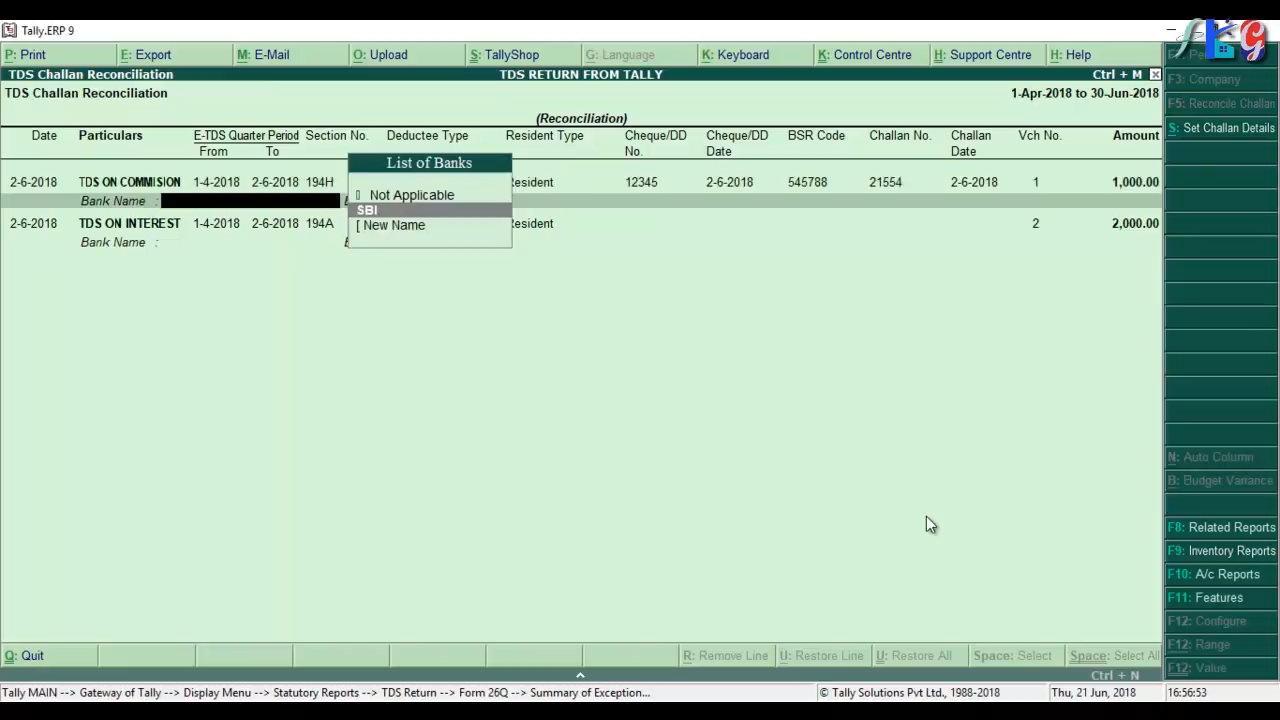 Tally.ERP 9
P: Print E: Export M: E-Mail O: Upload S: TallyShop G: Language K: Keyboard K: Control Centre H: Support Centre H: Help
TDS Challan Reconciliation TDS RETURN FROM TALLY Ctrl + M
F3: Company
TDS Challan Reconciliation 1-Apr-2018 to 30-Jun-2018
F5: Reconcile Challan
(Reconciliation)
S: Set Challan Details
Date Particulars E-TDS Quarter Period Section No. Deductee Type Resident Type Cheque/DD Cheque/DD BSR Code Challan No. Challan Vch No. Amount
From To No. Date Date
List of Banks
2-6-2018 TDS ON COMMISION 1-4-2018 2-6-2018 194H Resident 12345 2-6-2018 545788 21554 2-6-2018 1 1,000.00
Not Applicable
Bank Name :
SBI
2-6-2018 TDS ON INTEREST 1-4-2018 2-6-2018 194A Resident 2 2,000.00
[ New Name
Bank Name :
N: Auto Column
B: Budget Variance
F8: Related Reports
F9: Inventory Reports
F10: A/c Reports
F11: Features
F12: Configure
F12: Range
Q: Quit R: Remove Line U: Restore Line U: Restore All Space: Select Space: Select All
F12: Value
Ctrl + N
Tally MAIN --> Gateway of Tally --> Display Menu --> Statutory Reports --> TDS Return --> Form 26Q --> Summary of Exception... © Tally Solutions Pvt Ltd., 1988-2018 Thu, 21 Jun, 2018 16:56:53